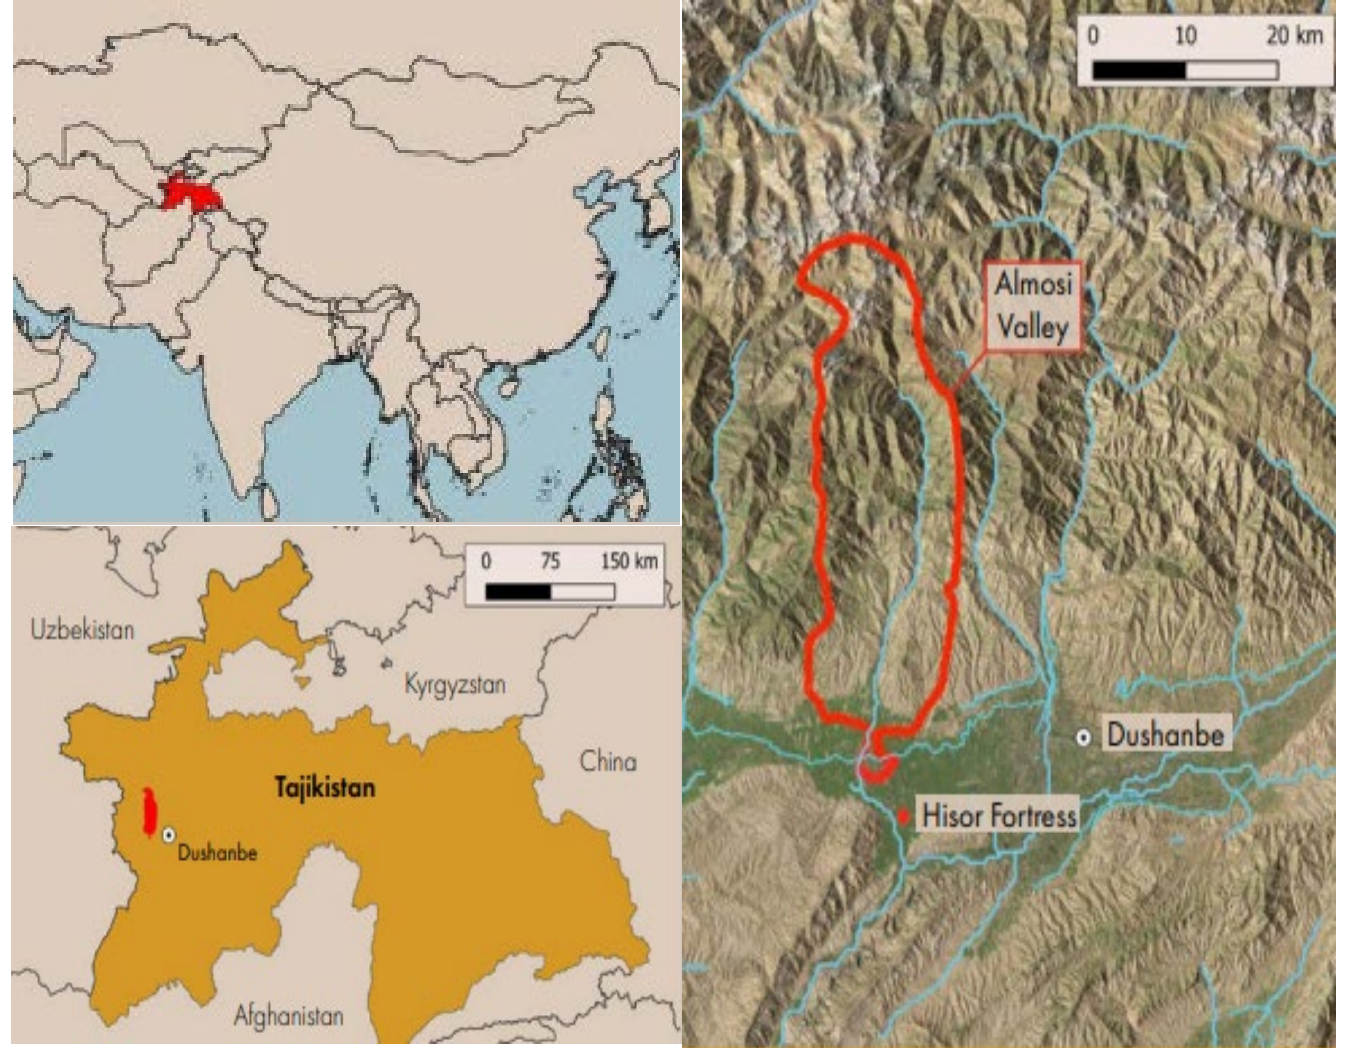 0 10 20 km
Almosi
Valley
Dushanbe
Hisor Fortress
0 75 150 km
Uzbekistan
Kyrgyzstan
China
Tajikistan
Dushanbe
Afghanistan